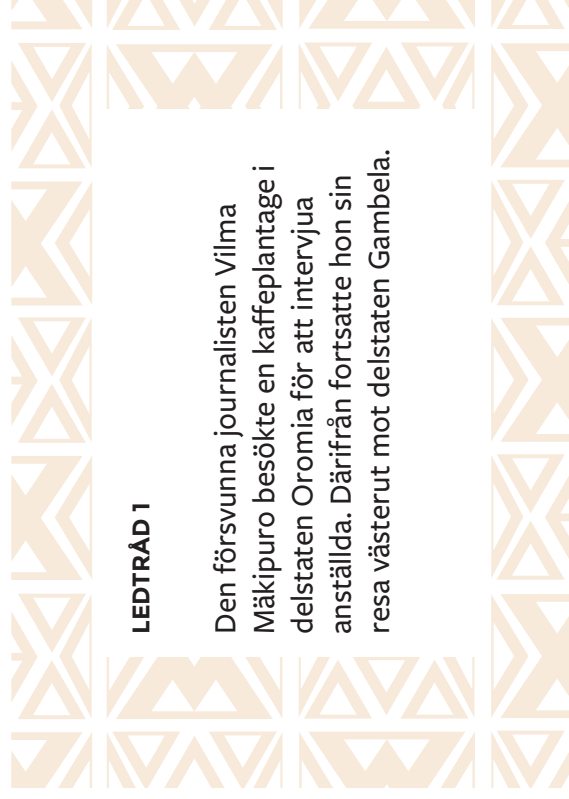 LEDTRÅD 1
Den försvunna journalisten Vilma
Mäkipuro besökte en kaffeplantage i
delstaten Oromia för att intervjua
anställda. Därifrån fortsatte hon sin
resa västerut mot delstaten Gambela.